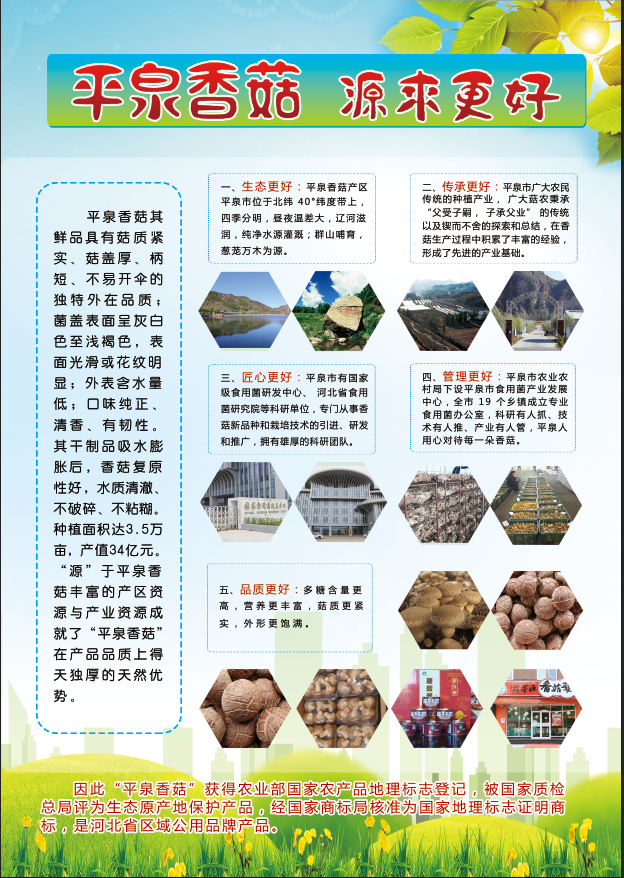 平泉香菇 源来更好
平泉香菇其
鲜品具有菇质紧
实、菇盖厚、柄
短、不易开伞的
独特外在品质；
菌盖表面呈灰白
色至浅褐色，表
面光滑或花纹明
显；外表含水量
低；口味纯正、
清香、有韧性。
其干制品吸水膨
胀后，香菇复原
性好，水质清澈、
不破碎、不粘糊。
种植面积达3.5万
亩，产值34亿元。
“源”于平泉香
菇丰富的产区资
源与产业资源成
就了“平泉香菇”
在产品品质上得
天独厚的天然优
势。
一、生态更好：平泉香菇产区
平泉市位于北纬 40°纬度带上，
四季分明，昼夜温差大，辽河滋
润，纯净水源灌溉；群山哺育，
葱茏万木为源。
二、传承更好：平泉市广大农民
传统的种植产业，广大菇农秉承
“父受子嗣，子承父业” 的传统
以及锲而不舍的探索和总结，在香
菇生产过程中积累了丰富的经验，
形成了先进的产业基础。
三、匠心更好：平泉市有国家
级食用菌研发中心、 河北省食用
菌研究院等科研单位，专门从事香
菇新品种和栽培技术的引进、研发
和推广，拥有雄厚的科研团队。
四、管理更好：平泉市农业农
村局下设平泉市食用菌产业发展
中心，全市 19 个乡镇成立专业
食用菌办公室，科研有人抓、技
术有人推、产业有人管，平泉人
用心对待每一朵香菇。
五、品质更好：多糖含量更
高，营养更丰富，菇质更紧
实，外形更饱满。
香菇
因此“平泉香菇”获得农业部国家农产品地理标志登记，被国家质检
总局评为生态原产地保护产品，经国家商标局核准为国家地理标志证明商
标，是河北省区域公用品牌产品。